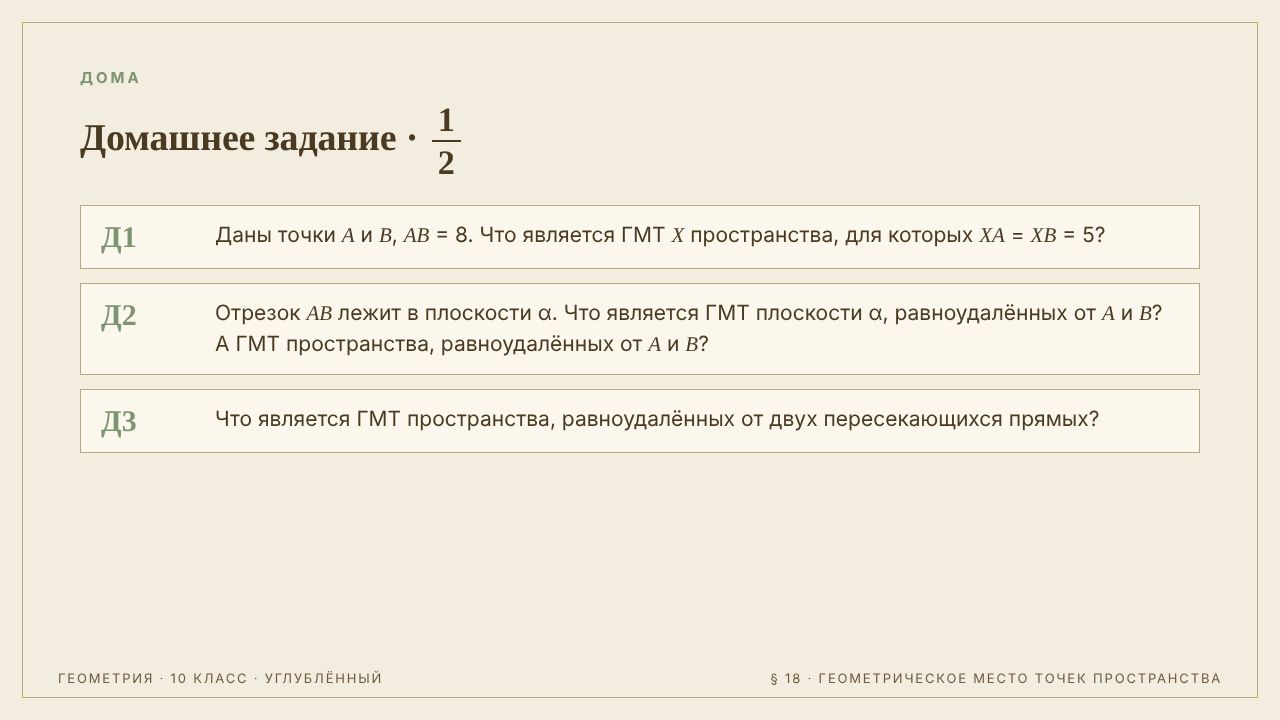 ДОМА
Домашнее задание · 1/2
Д1 Даны точки A и B, AB = 8. Что является ГМТ X пространства, для которых XA = XB = 5?
Д2 Отрезок AB лежит в плоскости α. Что является ГМТ плоскости α, равноудалённых от A и B?
А ГМТ пространства, равноудалённых от A и B?
Д3 Что является ГМТ пространства, равноудалённых от двух пересекающихся прямых?
ГЕОМЕТРИЯ · 10 КЛАСС · УГЛУБЛЁННЫЙ
§ 18 · ГЕОМЕТРИЧЕСКОЕ МЕСТО ТОЧЕК ПРОСТРАНСТВА